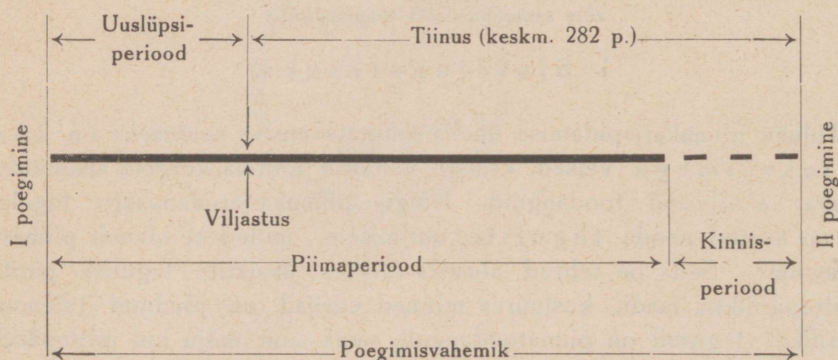 Uuslüpsi-
periood
Tiinus (keskm. 282 p.)
I poegimine
II poegimine
Viljastus
Piimaperiood
Kinnis-
periood
Poegimisvahemik